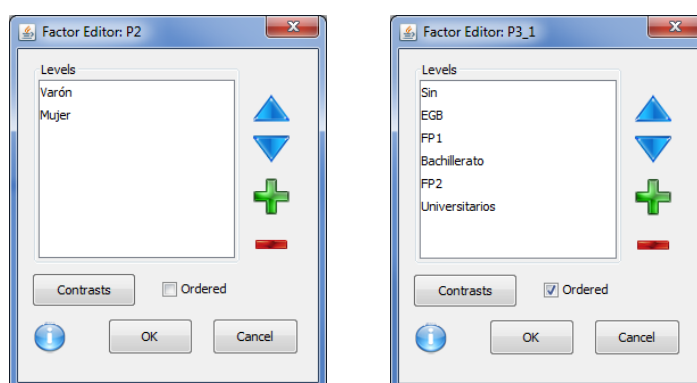 Factor Editor: P2
Levels
Varón
Mujer
Contrasts
Ordered
OK
Cancel
Factor Editor: P3_1
Levels
Sin
EGB
FP1
Bachillerato
FP2
Universitarios
Contrasts
Ordered
OK
Cancel